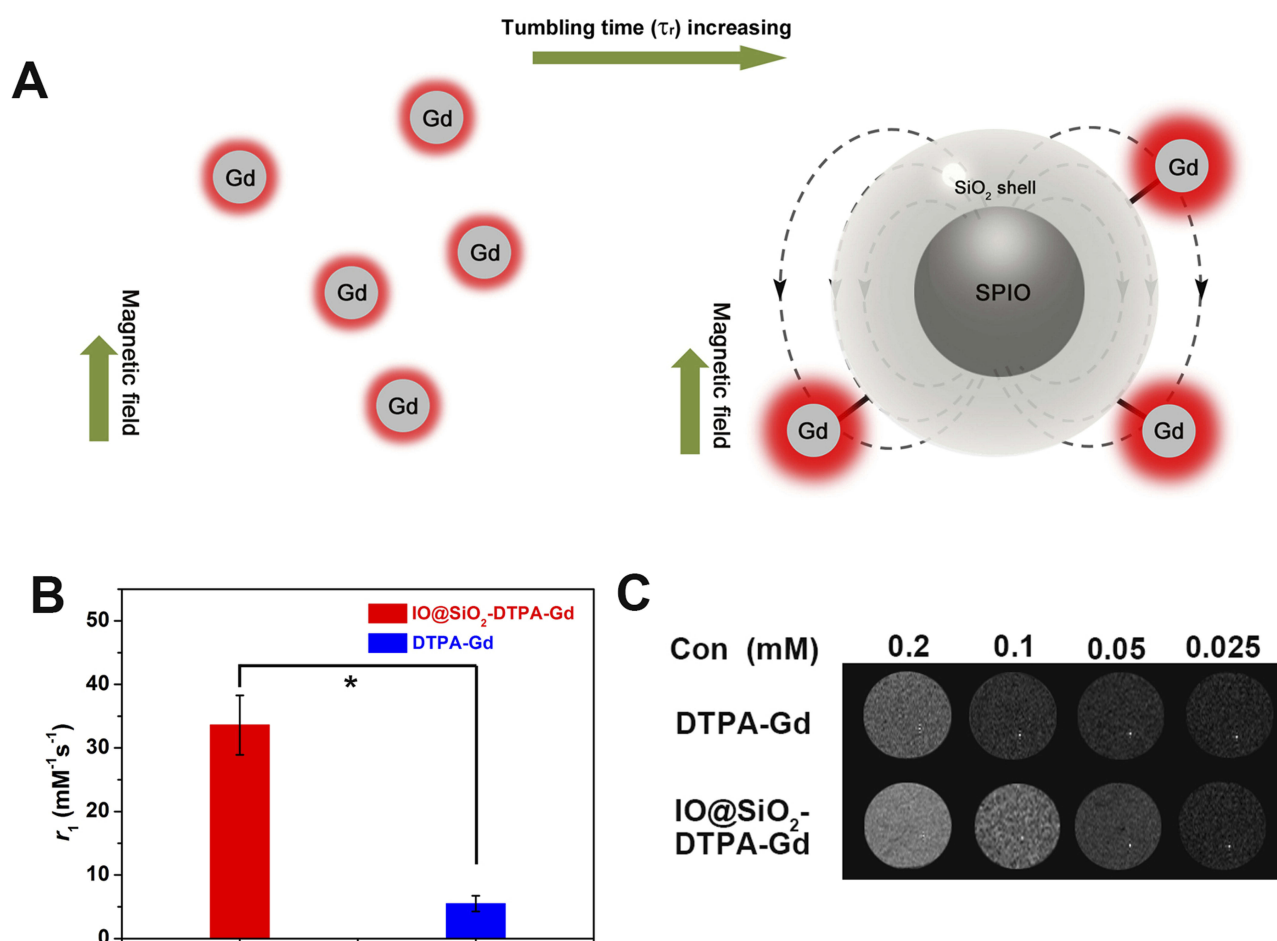 Tumbling time (τr) increasing
A
Gd
Gd
Gd
Gd
Gd
Magnetic field
Gd
SiO₂ shell
SPIO
Magnetic field
Gd
Gd
B
IO@SiO₂-DTPA-Gd
DTPA-Gd
*
r₁ (mM⁻¹s⁻¹)
50
40
30
20
10
0
C
Con (mM) 0.2 0.1 0.05 0.025
DTPA-Gd
IO@SiO₂-
DTPA-Gd